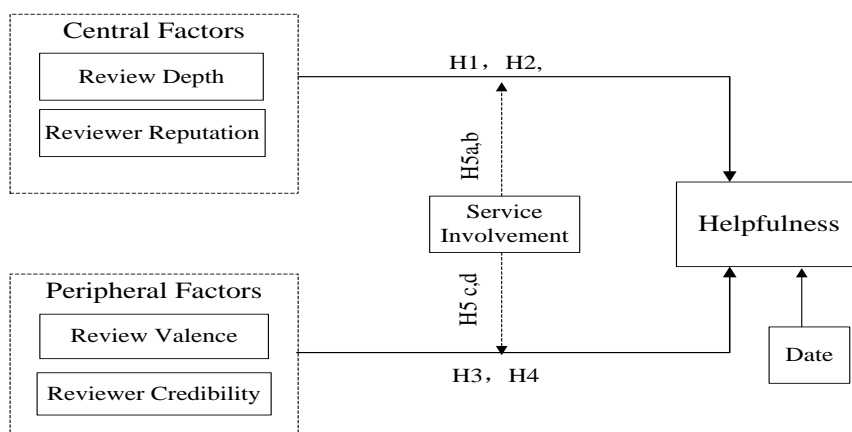 Central Factors
Review Depth
Reviewer Reputation
H1， H2,
H5a,b
Service
Involvement
Helpfulness
H5 c,d
Peripheral Factors
Review Valence
Reviewer Credibility
H3， H4
Date